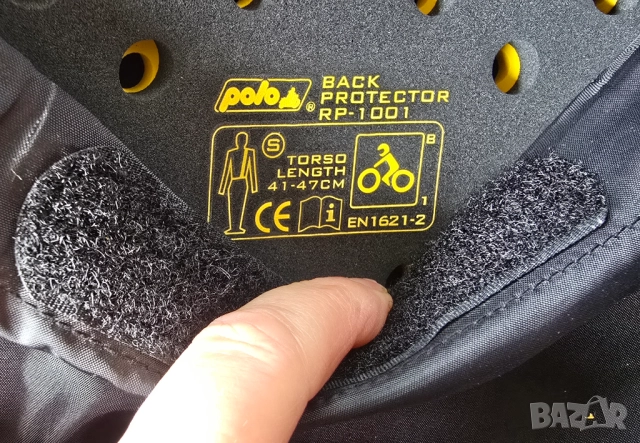 polo ®
BACK
PROTECTOR
RP-1001
S
TORSO
LENGTH
41-47CM
B
1
CE
i
EN1621-2
BAZAR